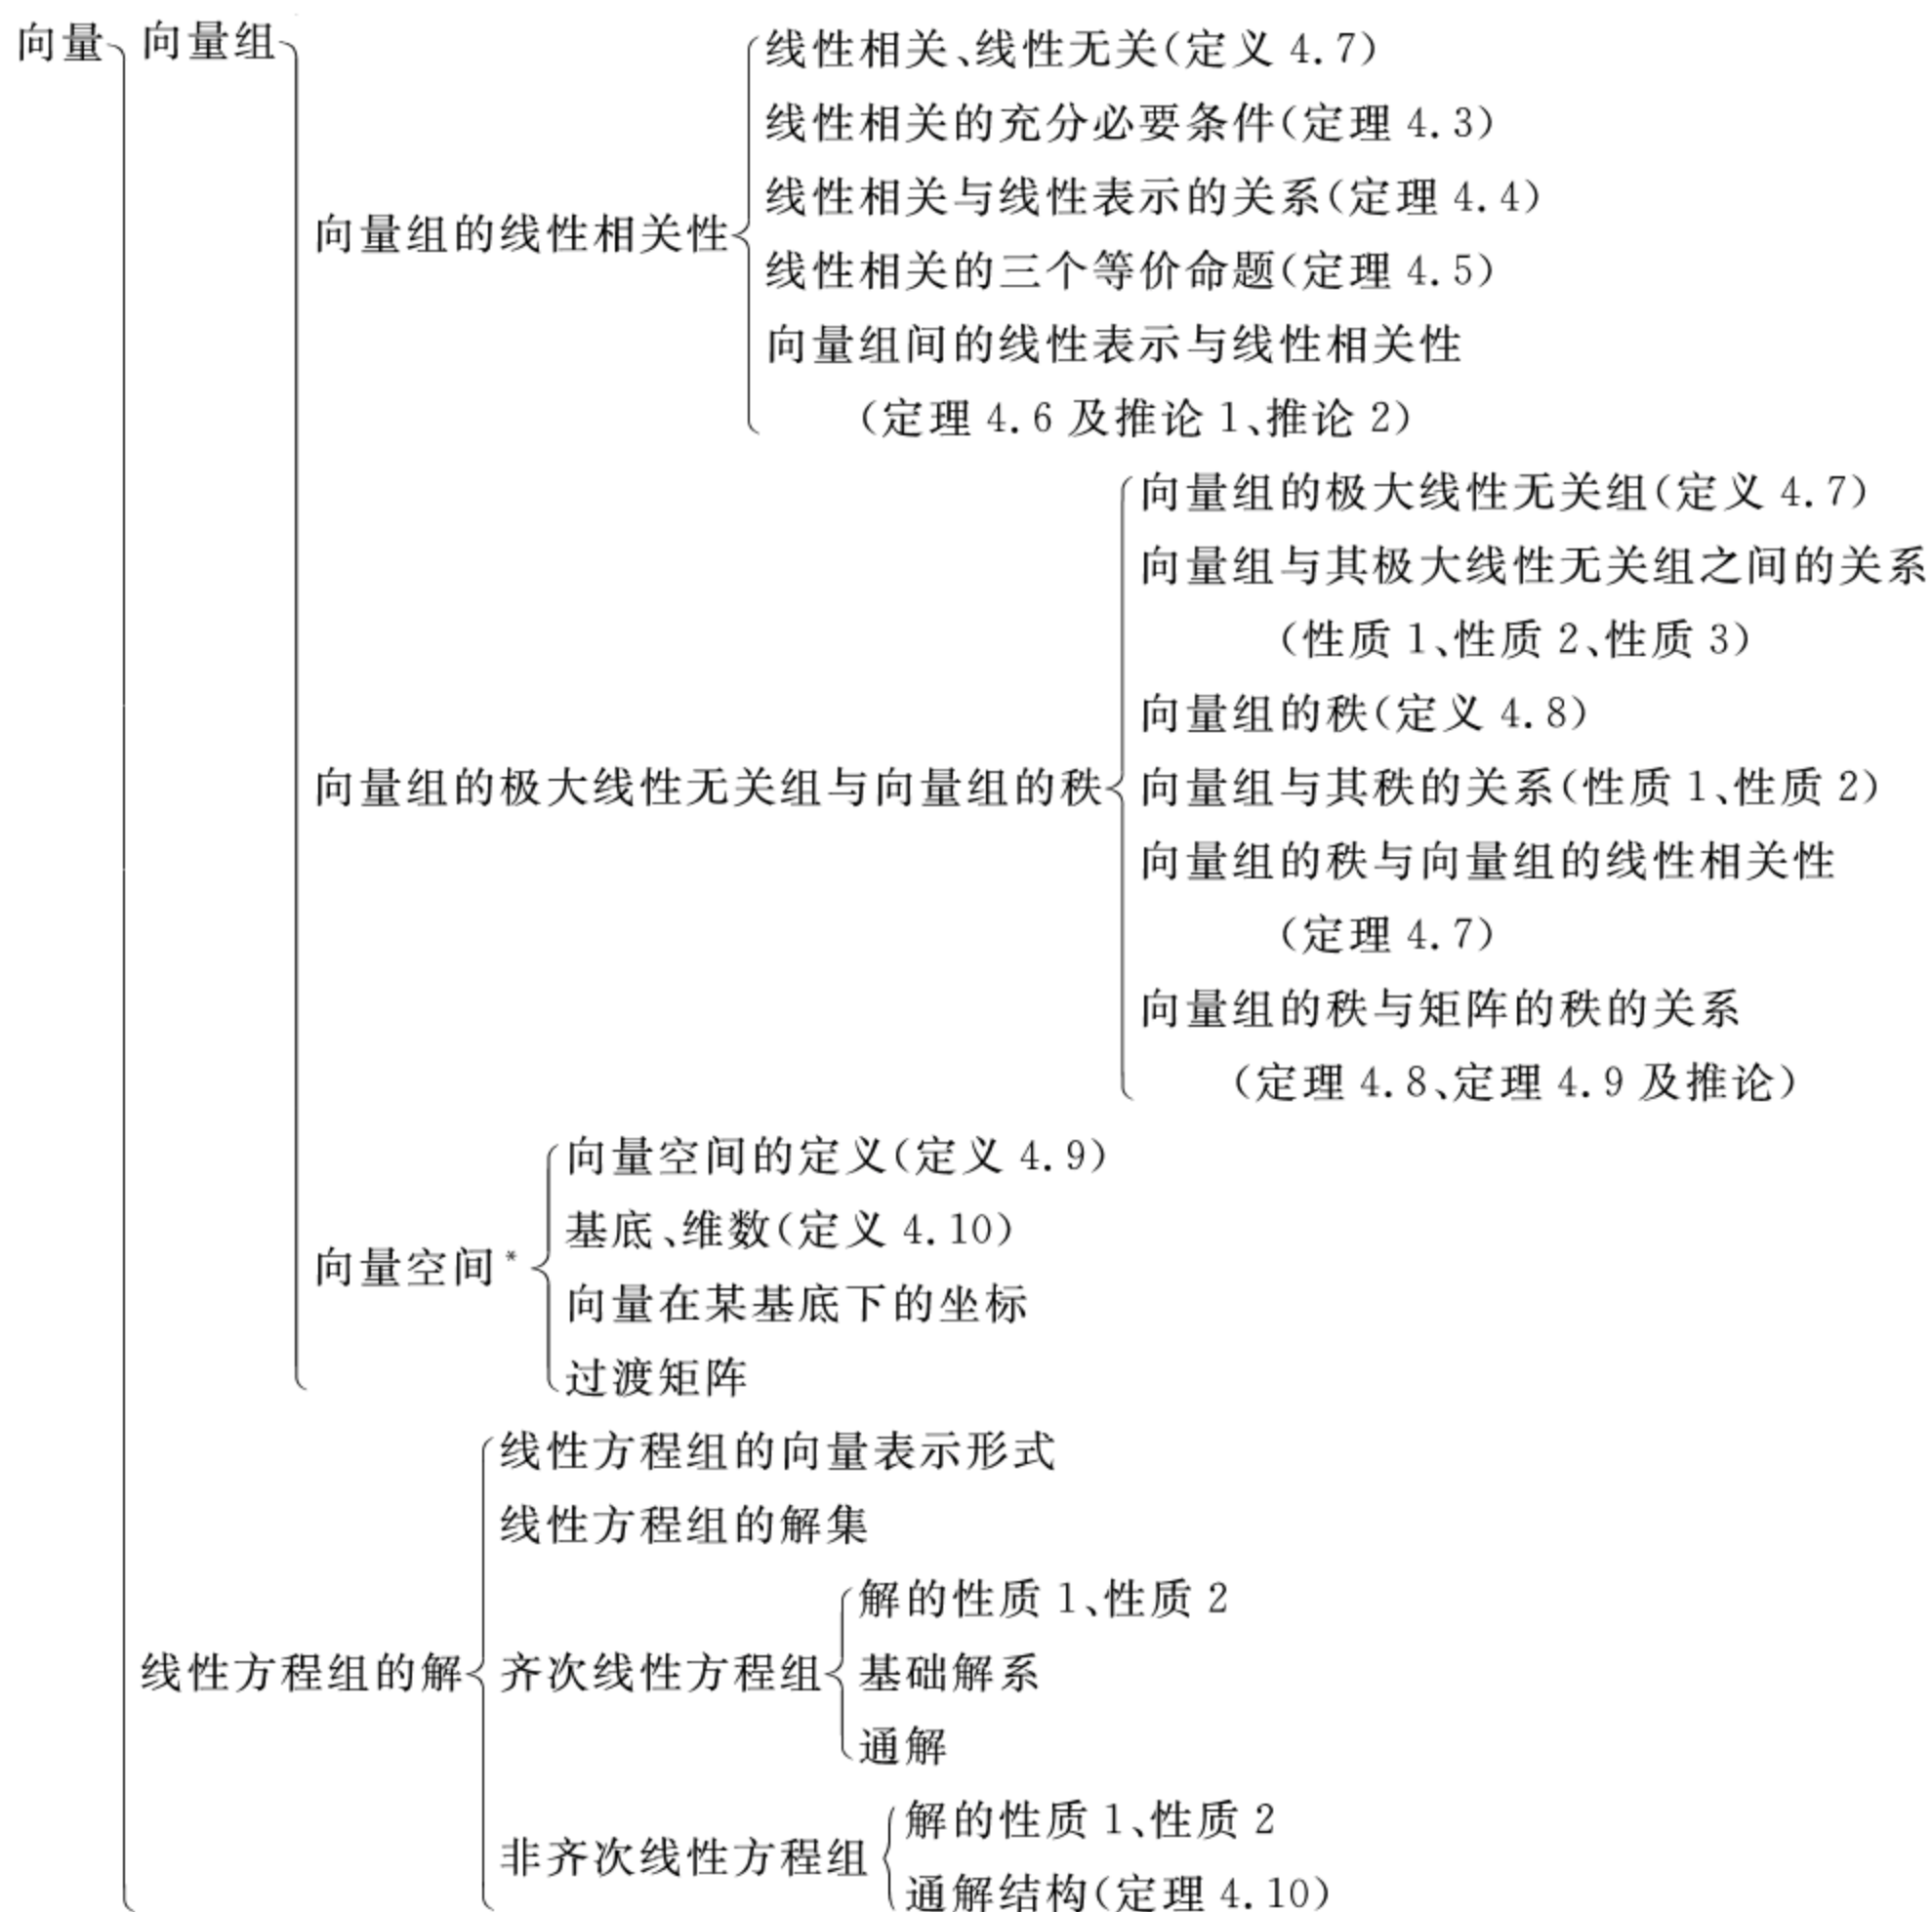 向量 向量组
线性相关、线性无关(定义 4.7)
线性相关的充分必要条件(定理 4.3)
线性相关与线性表示的关系(定理 4.4)
向量组的线性相关性
线性相关的三个等价命题(定理 4.5)
向量组间的线性表示与线性相关性
(定理 4.6 及推论 1、推论 2)
向量组的极大线性无关组(定义 4.7)
向量组与其极大线性无关组之间的关系
(性质 1、性质 2、性质 3)
向量组的秩(定义 4.8)
向量组的极大线性无关组与向量组的秩
向量组与其秩的关系(性质 1、性质 2)
向量组的秩与向量组的线性相关性
(定理 4.7)
向量组的秩与矩阵的秩的关系
(定理 4.8、定理 4.9 及推论)
向量空间的定义(定义 4.9)
基底、维数(定义 4.10)
向量空间*
向量在某基底下的坐标
过渡矩阵
线性方程组的向量表示形式
线性方程组的解集
线性方程组的解
齐次线性方程组
解的性质 1、性质 2
基础解系
通解
非齐次线性方程组
解的性质 1、性质 2
通解结构(定理 4.10)